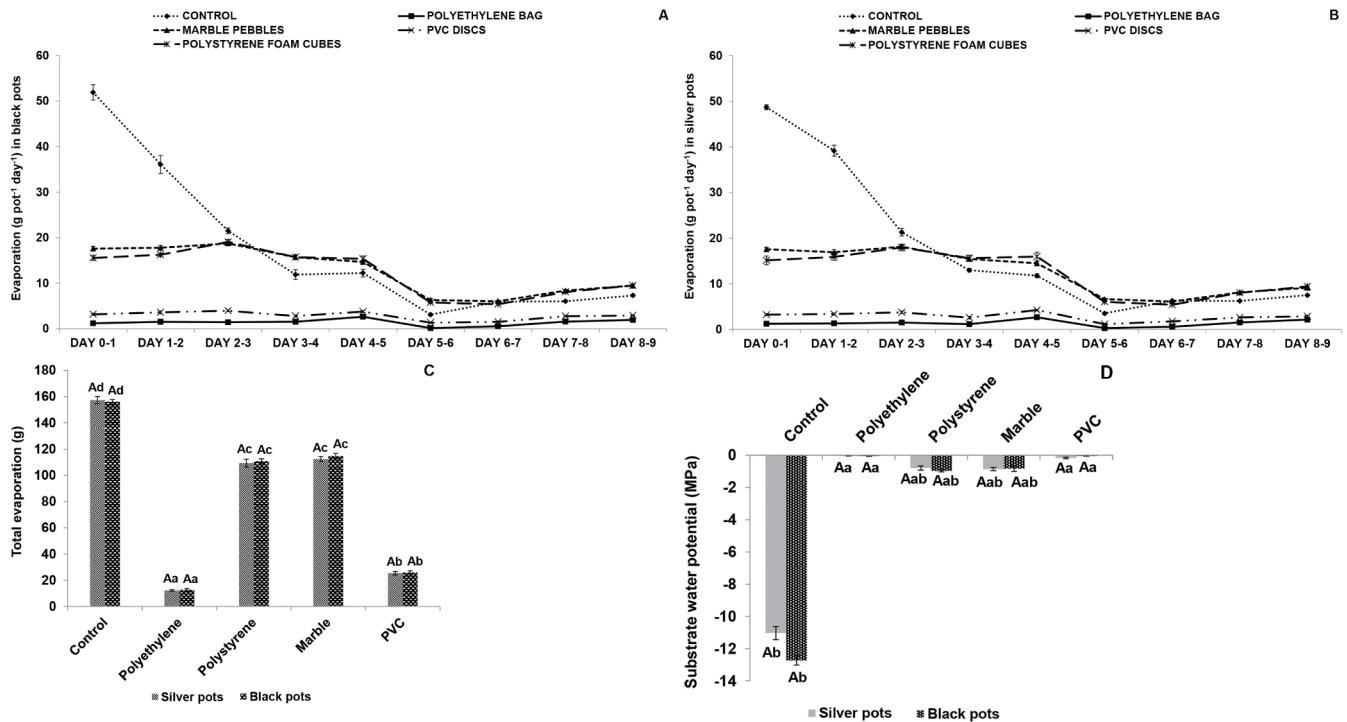 CONTROL
POLYETHYLENE BAG
A
MARBLE PEBBLES
PVC DISCS
POLYSTYRENE FOAM CUBES
Evaporation (g pot⁻¹ day⁻¹) in black pots
60
50
40
30
20
10
0
DAY 0-1 DAY 1-2 DAY 2-3 DAY 3-4 DAY 4-5 DAY 5-6 DAY 6-7 DAY 7-8 DAY 8-9
CONTROL
POLYETHYLENE BAG
B
MARBLE PEBBLES
PVC DISCS
POLYSTYRENE FOAM CUBES
Evaporation (g pot⁻¹ day⁻¹) in silver pots
60
50
40
30
20
10
0
DAY 0-1 DAY 1-2 DAY 2-3 DAY 3-4 DAY 4-5 DAY 5-6 DAY 6-7 DAY 7-8 DAY 8-9
C
Total evaporation (g)
180
160
140
120
100
80
60
40
20
0
Ad Ad
Aa Aa
Ac Ac
Ac Ac
Ab Ab
Control
Polyethylene
Polystyrene
Marble
PVC
Silver pots Black pots
D
Control
Polyethylene
Polystyrene
Marble
PVC
Substrate water potential (MPa)
0
-2
-4
-6
-8
-10
-12
-14
Ab Ab
Aa Aa
Aab Aab
Aab Aab
Aa Aa
Silver pots Black pots